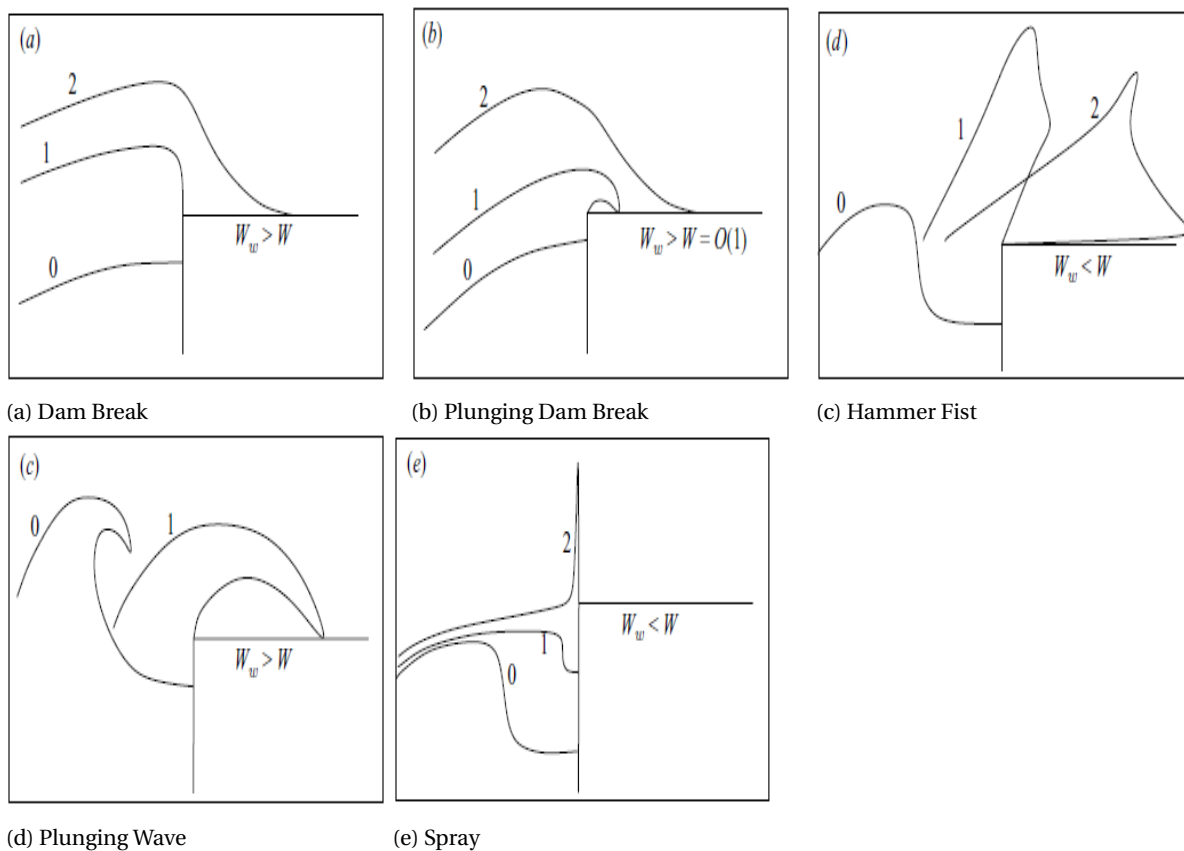 (a)
2
1
0
W_w > W
(a) Dam Break
(b)
2
1
0
W_w > W = O(1)
(b) Plunging Dam Break
(d)
1
2
0
W_w < W
(c) Hammer Fist
(c)
0
1
W_w > W
(d) Plunging Wave
(e)
2
1
0
W_w < W
(e) Spray